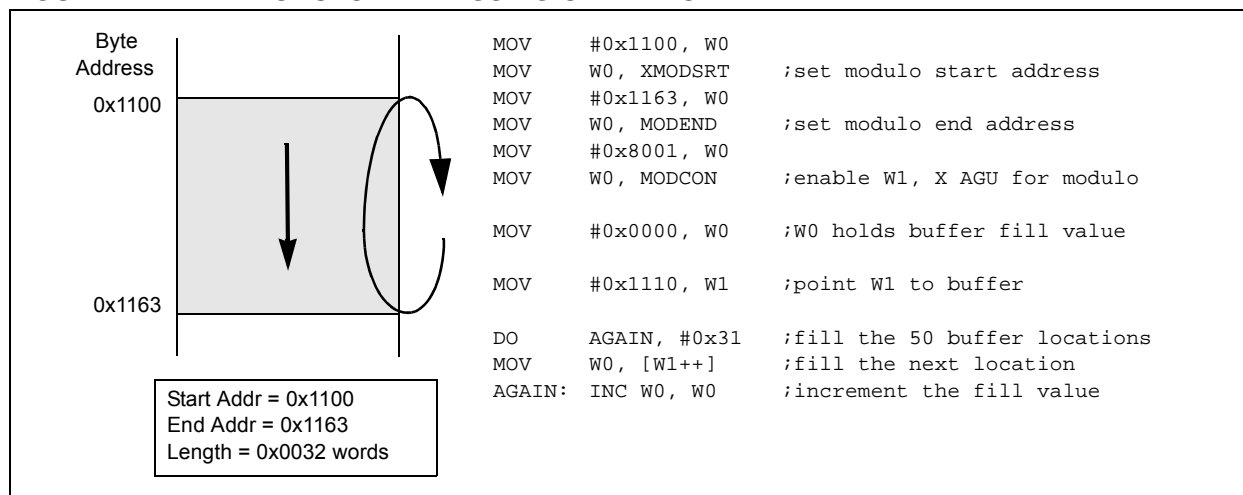 Byte
Address
0x1100
0x1163
Start Addr = 0x1100
End Addr = 0x1163
Length = 0x0032 words
MOV #0x1100, W0
MOV W0, XMODSRT ;set modulo start address
MOV #0x1163, W0
MOV W0, MODEND ;set modulo end address
MOV #0x8001, W0
MOV W0, MODCON ;enable W1, X AGU for modulo
MOV #0x0000, W0 ;W0 holds buffer fill value
MOV #0x1110, W1 ;point W1 to buffer
DO AGAIN, #0x31 ;fill the 50 buffer locations
MOV W0, [W1++] ;fill the next location
AGAIN: INC W0, W0 ;increment the fill value